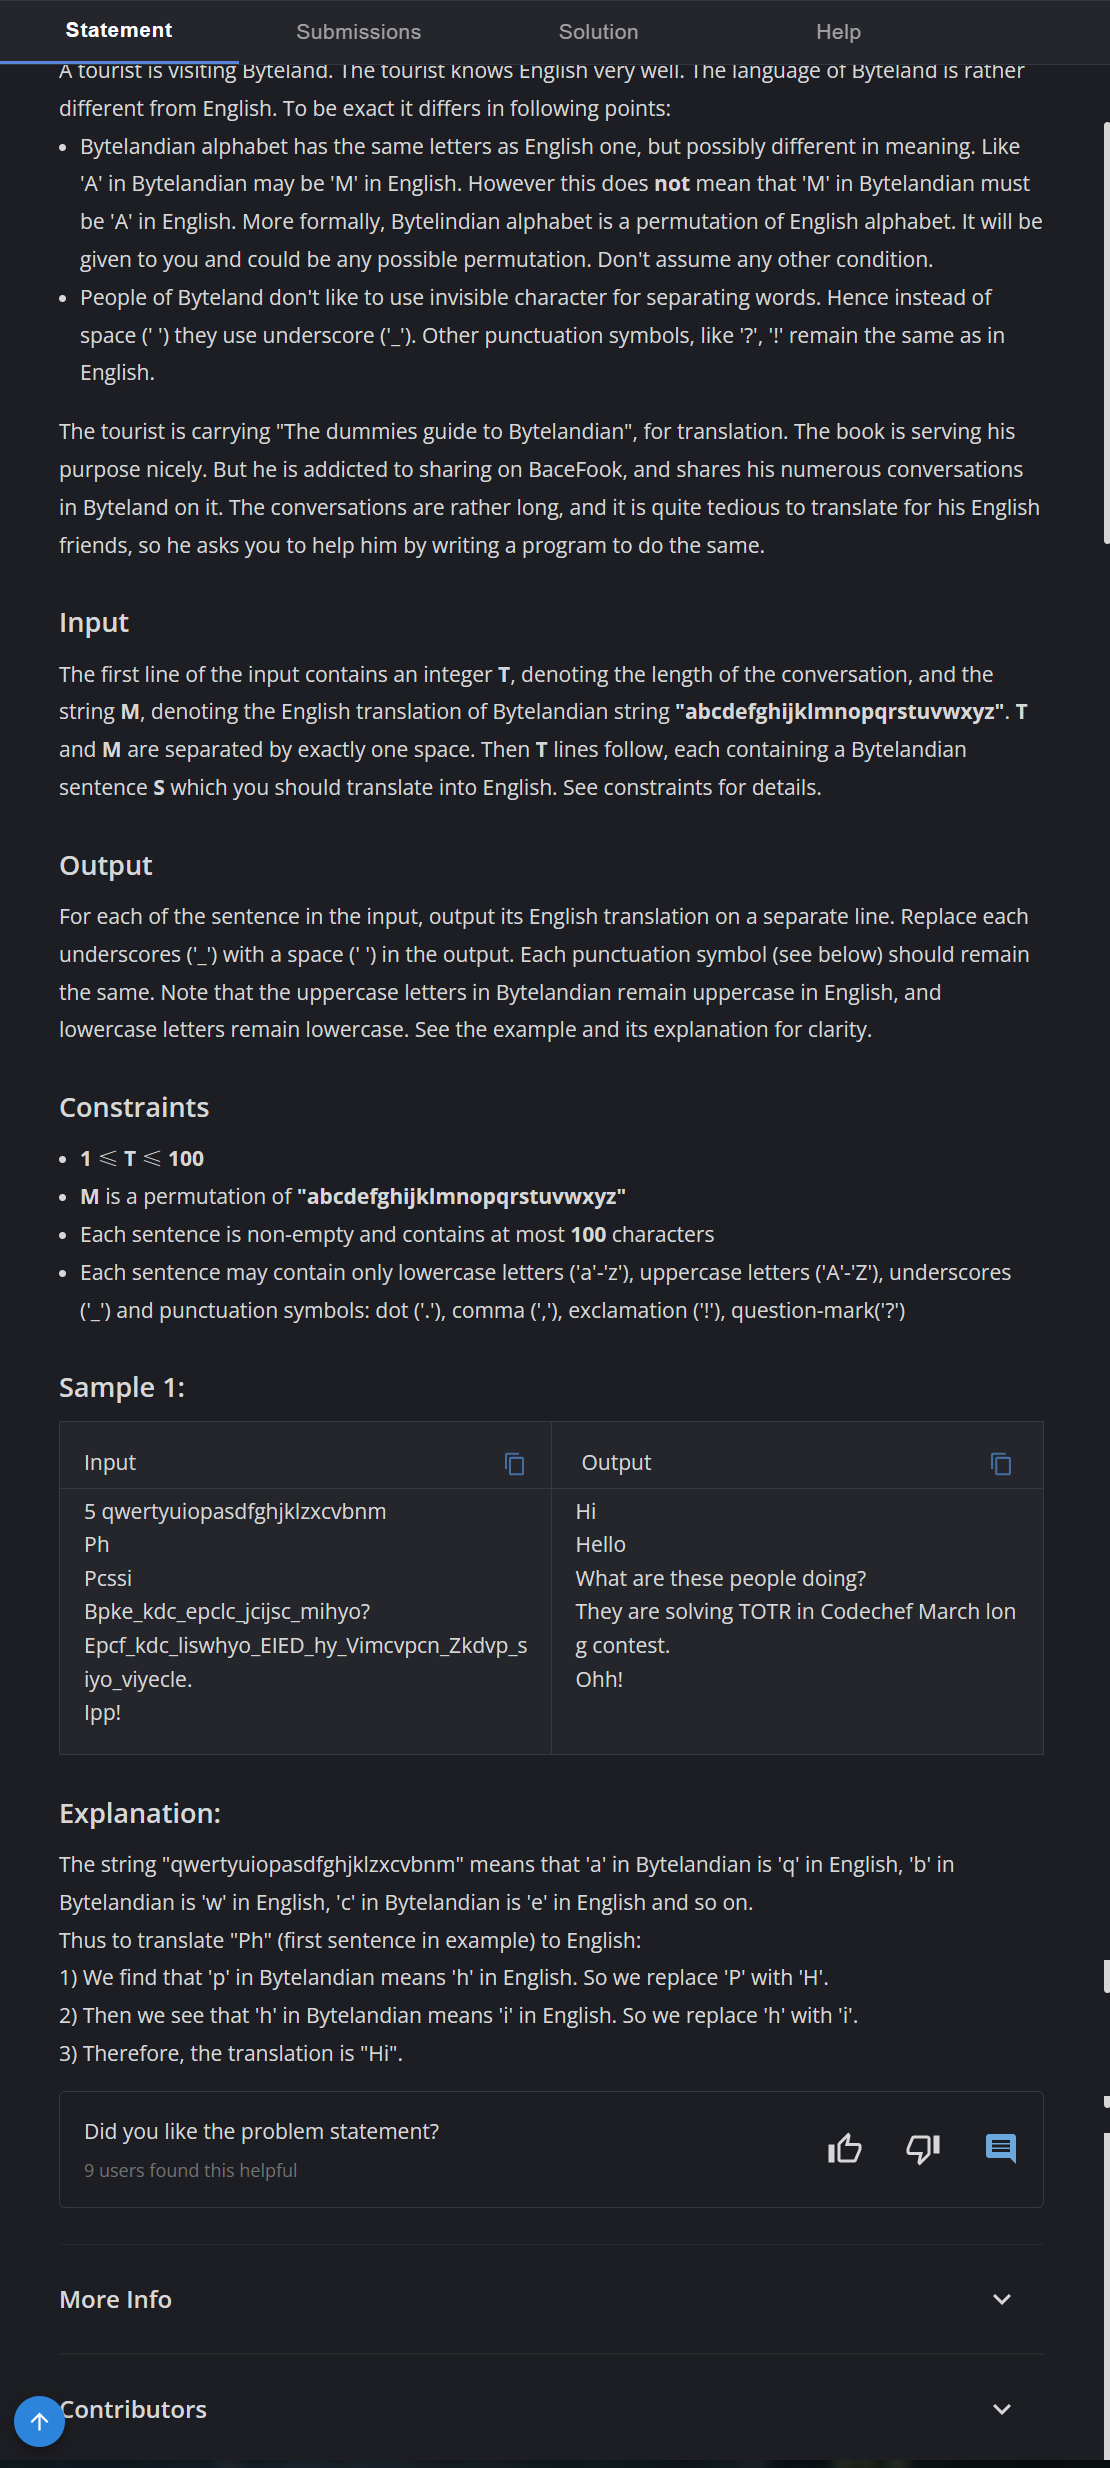 Statement
Submissions
Solution
Help
A tourist is visiting Byteland. The tourist knows English very well. The language of Byteland is rather
different from English. To be exact it differs in following points:
• Bytelandian alphabet has the same letters as English one, but possibly different in meaning. Like
'A' in Bytelandian may be 'M' in English. However this does not mean that 'M' in Bytelandian must
be 'A' in English. More formally, Bytelindian alphabet is a permutation of English alphabet. It will be
given to you and could be any possible permutation. Don't assume any other condition.
• People of Byteland don't like to use invisible character for separating words. Hence instead of
space (' ') they use underscore ('_'). Other punctuation symbols, like '?', '!' remain the same as in
English.
The tourist is carrying "The dummies guide to Bytelandian", for translation. The book is serving his
purpose nicely. But he is addicted to sharing on BaceFook, and shares his numerous conversations
in Byteland on it. The conversations are rather long, and it is quite tedious to translate for his English
friends, so he asks you to help him by writing a program to do the same.
Input
The first line of the input contains an integer T, denoting the length of the conversation, and the
string M, denoting the English translation of Bytelandian string "abcdefghijklmnopqrstuvwxyz". T
and M are separated by exactly one space. Then T lines follow, each containing a Bytelandian
sentence S which you should translate into English. See constraints for details.
Output
For each of the sentence in the input, output its English translation on a separate line. Replace each
underscores ('_') with a space (' ') in the output. Each punctuation symbol (see below) should remain
the same. Note that the uppercase letters in Bytelandian remain uppercase in English, and
lowercase letters remain lowercase. See the example and its explanation for clarity.
Constraints
• 1 ⩽ T ⩽ 100
• M is a permutation of "abcdefghijklmnopqrstuvwxyz"
• Each sentence is non-empty and contains at most 100 characters
• Each sentence may contain only lowercase letters ('a'-'z'), uppercase letters ('A'-'Z'), underscores
('_') and punctuation symbols: dot ('.'), comma (','), exclamation ('!'), question-mark('?')
Sample 1:
Input
5 qwertyuiopasdfghjklzxcvbnm
Ph
Pcssi
Bpke_kdc_epclc_jcijsc_mihyo?
Epcf_kdc_liswhyo_EIED_hy_Vimcvpcn_Zkdvp_s
iyo_viyecle.
Ipp!
Output
Hi
Hello
What are these people doing?
They are solving TOTR in Codechef March lon
g contest.
Ohh!
Explanation:
The string "qwertyuiopasdfghjklzxcvbnm" means that 'a' in Bytelandian is 'q' in English, 'b' in
Bytelandian is 'w' in English, 'c' in Bytelandian is 'e' in English and so on.
Thus to translate "Ph" (first sentence in example) to English:
1) We find that 'p' in Bytelandian means 'h' in English. So we replace 'P' with 'H'.
2) Then we see that 'h' in Bytelandian means 'i' in English. So we replace 'h' with 'i'.
3) Therefore, the translation is "Hi".
Did you like the problem statement?
9 users found this helpful
More Info
Contributors